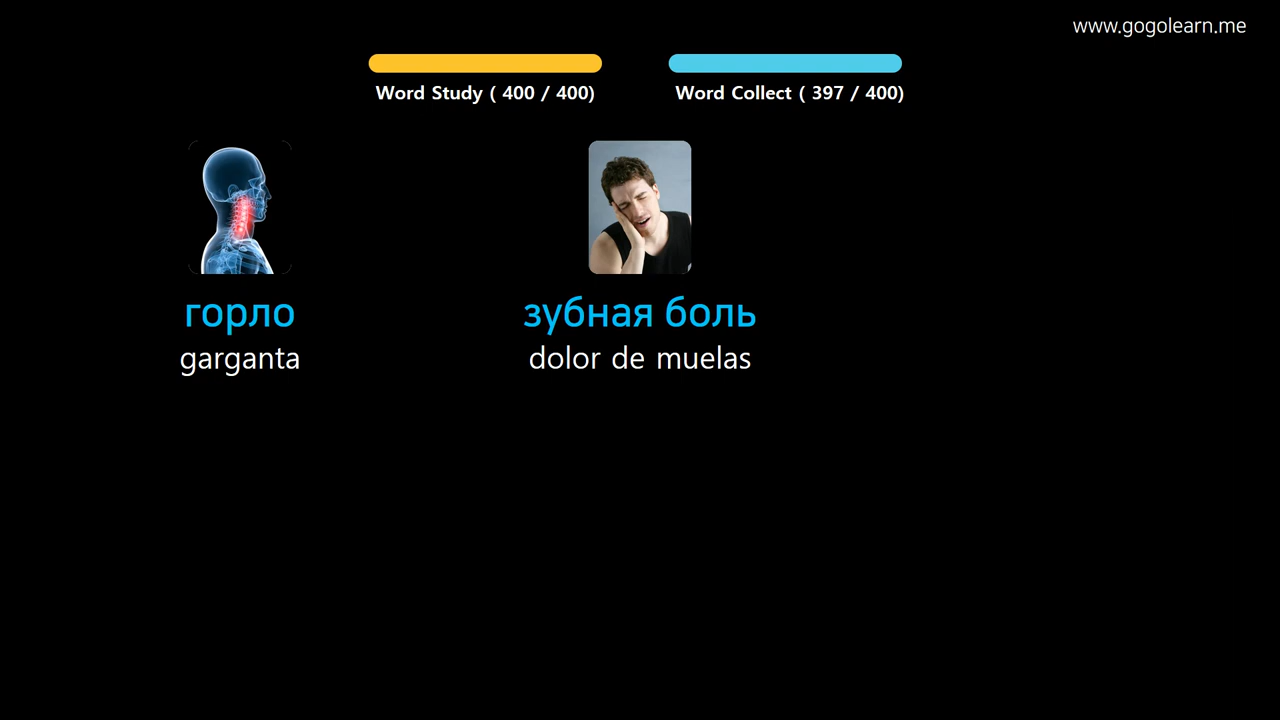 www.gogolearn.me
Word Study ( 400 / 400)
Word Collect ( 397 / 400)
горло
зубная боль
garganta
dolor de muelas